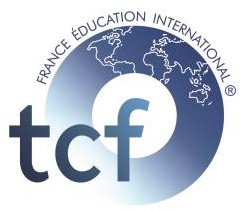 FRANCE ÉDUCATION INTERNATIONAL
®
tcf